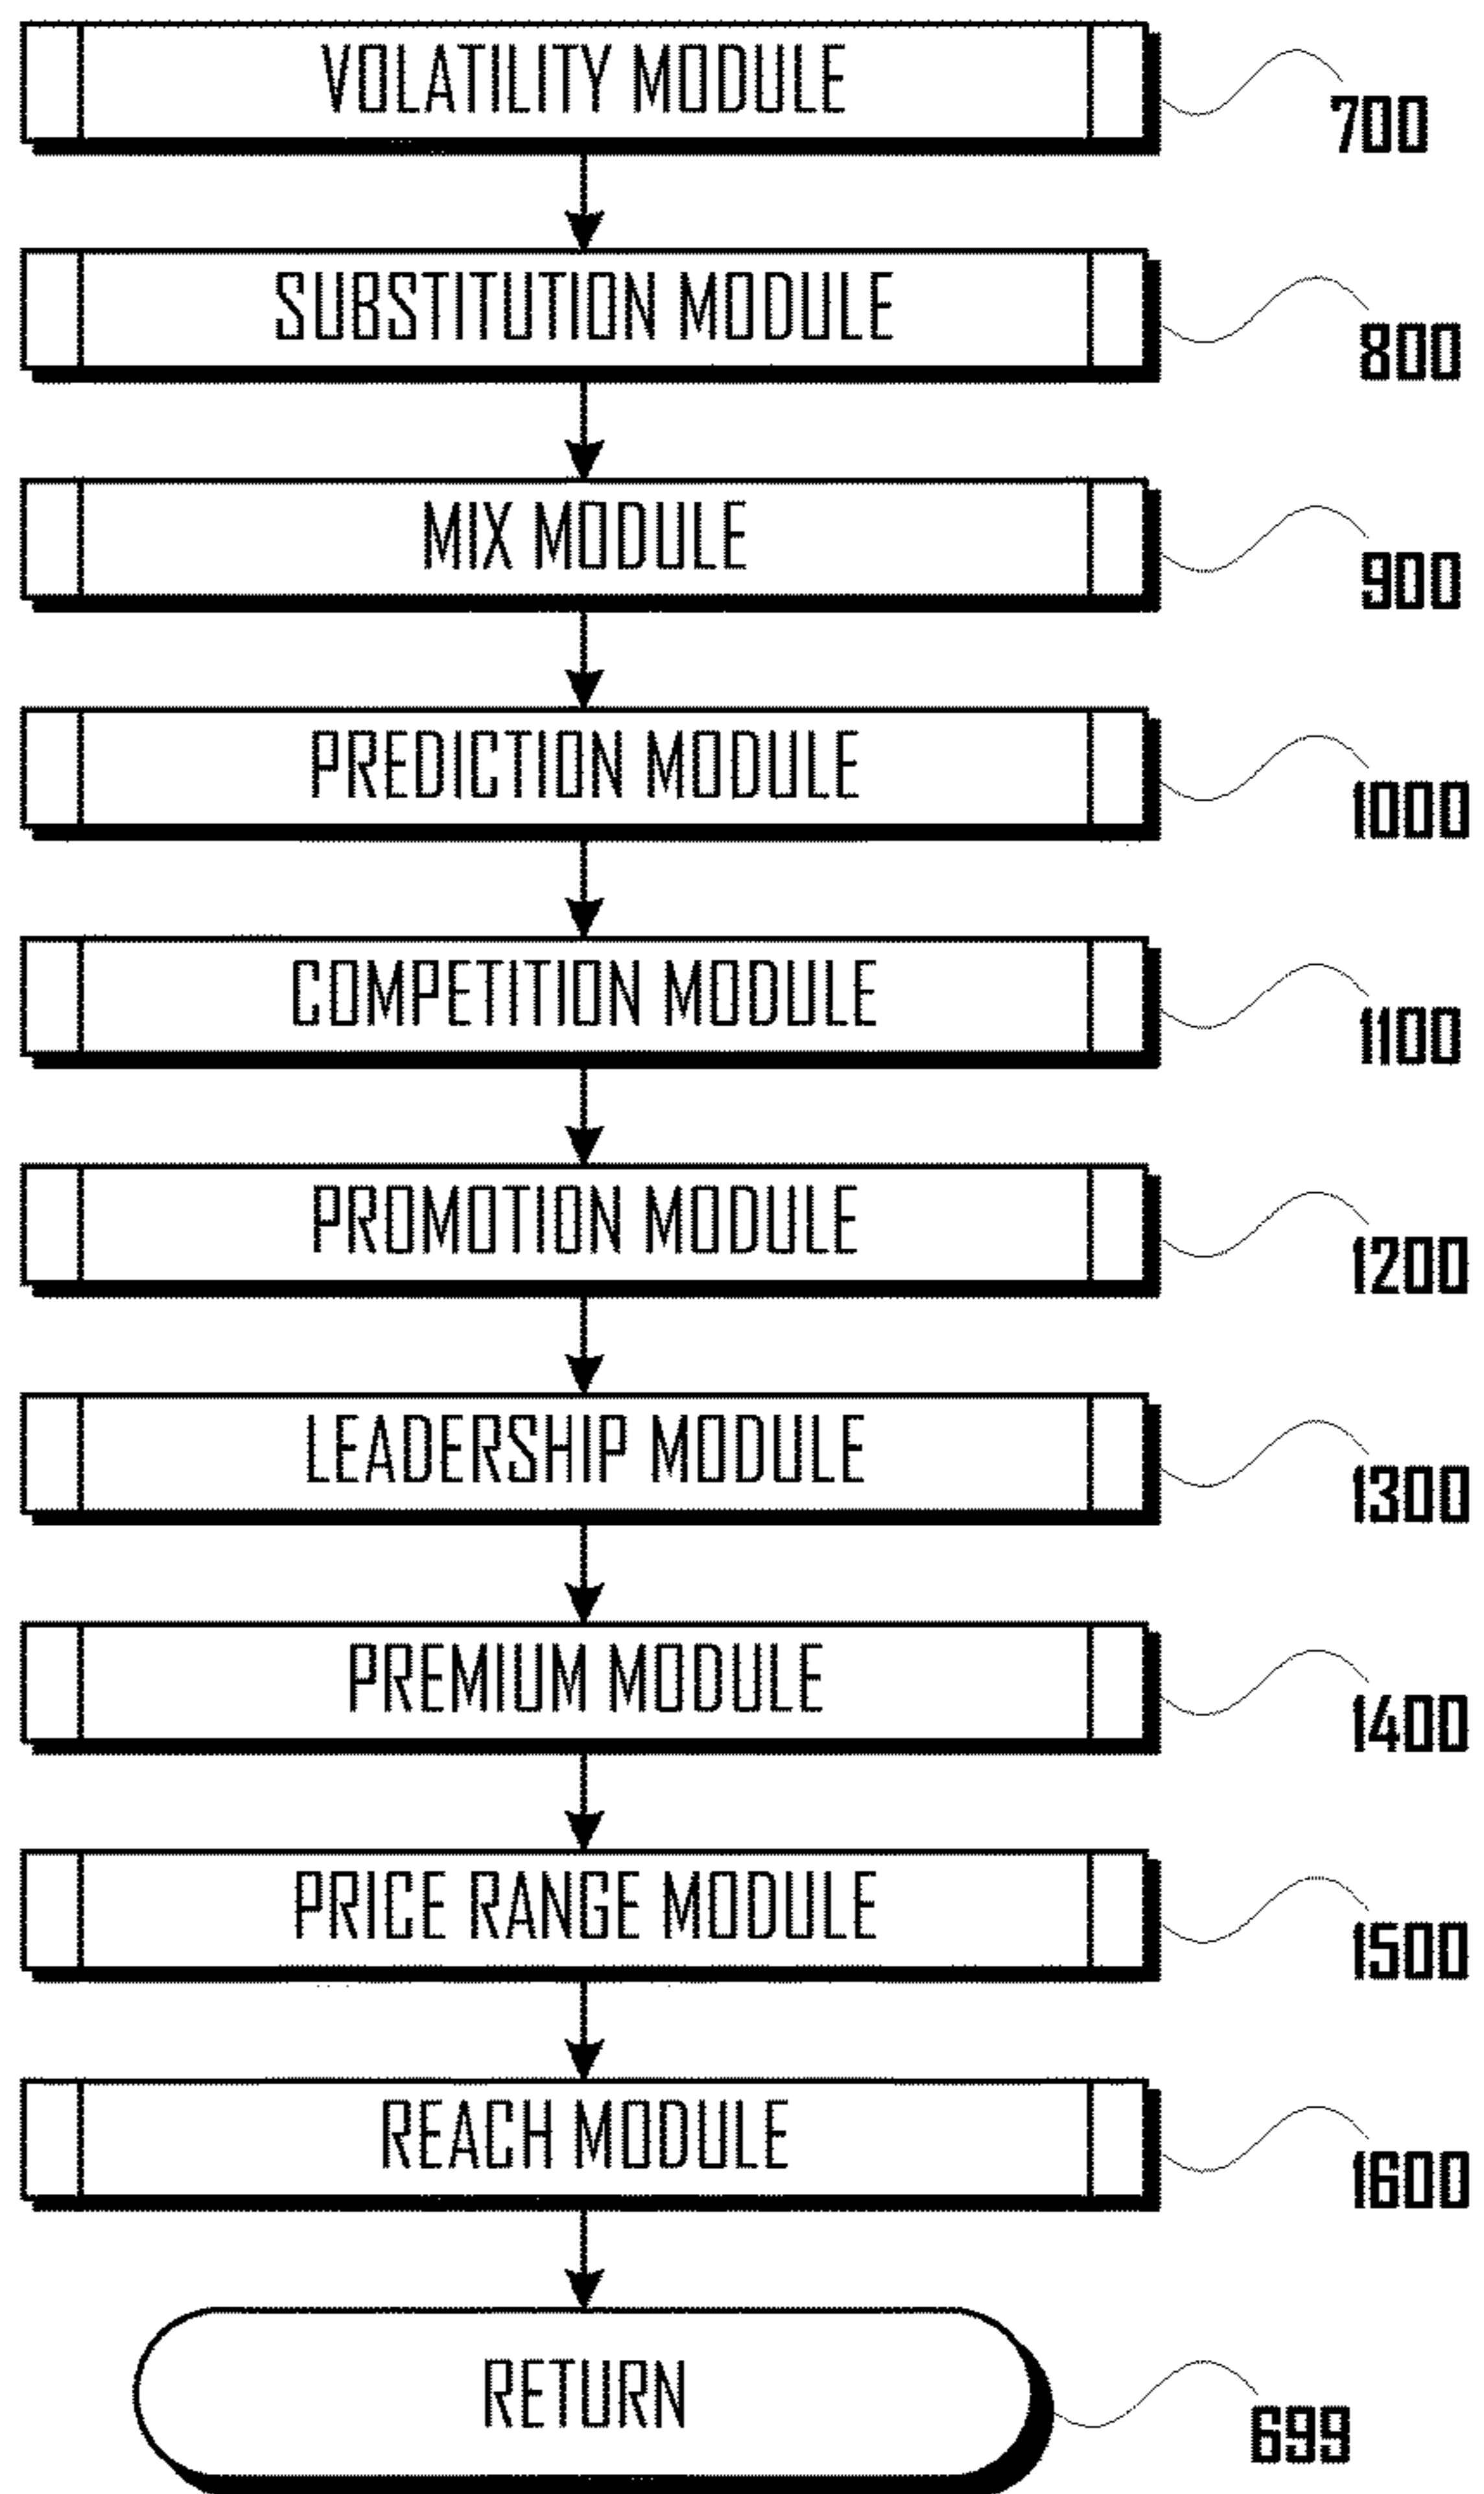 VOLATILITY MODULE
700
SUBSTITUTION MODULE
800
MIX MODULE
900
PREDICTION MODULE
1000
COMPETITION MODULE
1100
PROMOTION MODULE
1200
LEADERSHIP MODULE
1300
PREMIUM MODULE
1400
PRICE RANGE MODULE
1500
REACH MODULE
1600
RETURN
699